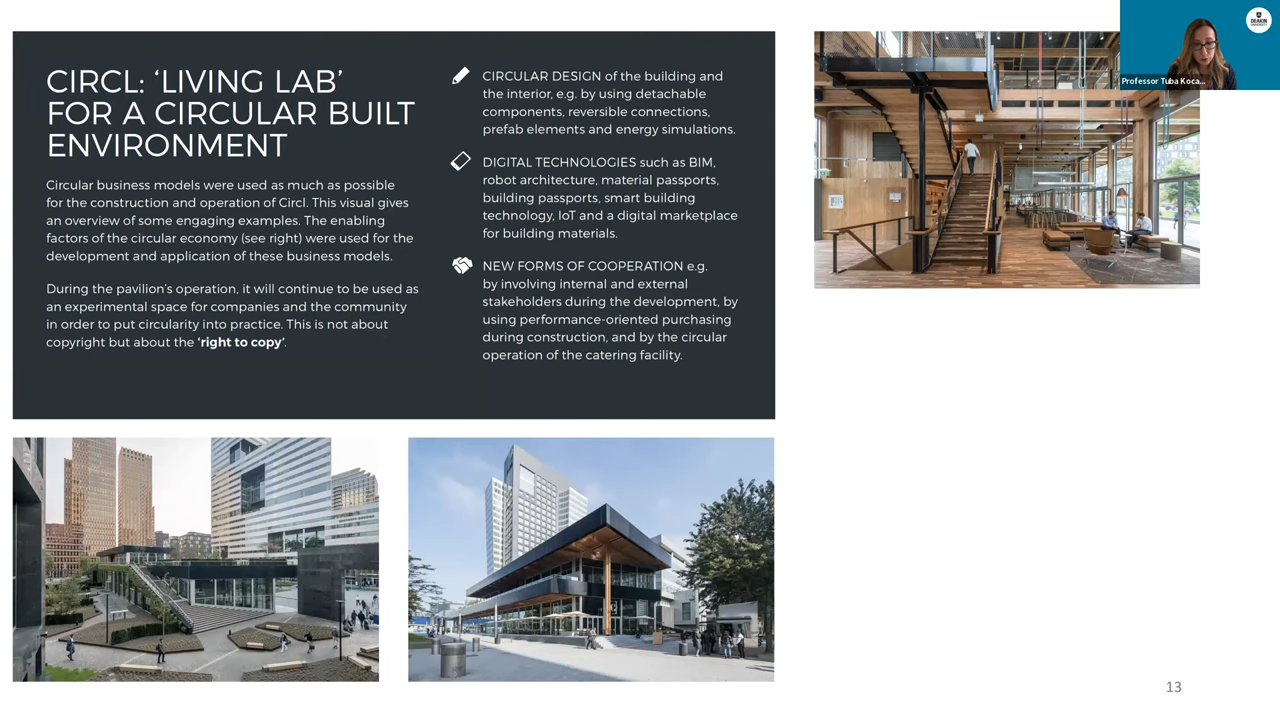 CIRCL: ‘LIVING LAB’
FOR A CIRCULAR BUILT
ENVIRONMENT
Circular business models were used as much as possible
for the construction and operation of Circl. This visual gives
an overview of some engaging examples. The enabling
factors of the circular economy (see right) were used for the
development and application of these business models.
During the pavilion’s operation, it will continue to be used as
an experimental space for companies and the community
in order to put circularity into practice. This is not about
copyright but about the ‘right to copy’.
CIRCULAR DESIGN of the building and
the interior, e.g. by using detachable
components, reversible connections,
prefab elements and energy simulations.
DIGITAL TECHNOLOGIES such as BIM,
robot architecture, material passports,
building passports, smart building
technology, IoT and a digital marketplace
for building materials.
NEW FORMS OF COOPERATION e.g.
by involving internal and external
stakeholders during the development, by
using performance-oriented purchasing
during construction, and by the circular
operation of the catering facility.
Professor Tuba Koca...
DEAKIN
UNIVERSITY
13